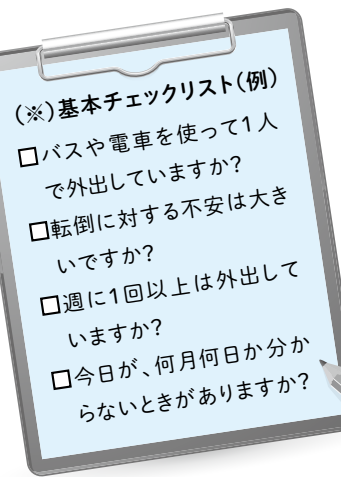 (※)基本チェックリスト(例)
□バスや電車を使って1人
で外出していますか?
□転倒に対する不安は大き
いですか?
□週に1回以上は外出して
いますか?
□今日が、何月何日か分か
らないときがありますか?